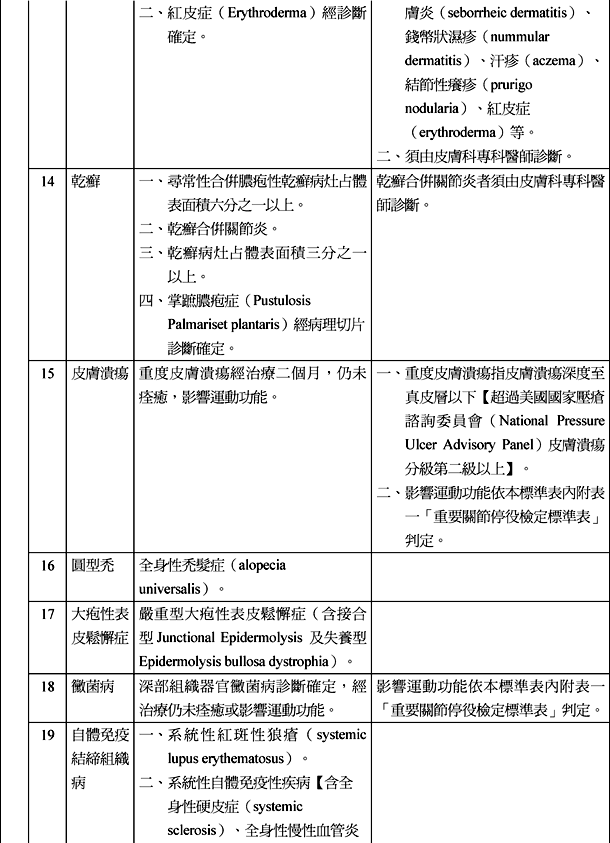 二、紅皮症（Erythroderma）經診斷
確定。
膚炎（seborrheic dermatitis）、
錢幣狀濕疹（nummular
dermatitis）、汗疹（aczema）、
結節性癢疹（prurigo
nodularia）、紅皮症
（erythroderma）等。
二、須由皮膚科專科醫師診斷。
14
乾癬
一、尋常性合併膿疱性乾癬病灶占體
表面積六分之一以上。
二、乾癬合併關節炎。
三、乾癬病灶占體表面積三分之一
以上。
四、掌蹠膿疱症（Pustulosis
Palmariset plantaris）經病理切片
診斷確定。
乾癬合併關節炎者須由皮膚科專科醫
師診斷。
15
皮膚潰瘍
重度皮膚潰瘍經治療二個月，仍未
痊癒，影響運動功能。
一、重度皮膚潰瘍指皮膚潰瘍深度至
真皮層以下【超過美國國家壓瘡
諮詢委員會（National Pressure
Ulcer Advisory Panel）皮膚潰瘍
分級第二級以上】。
二、影響運動功能依本標準表內附表
一「重要關節停役檢定標準表」
判定。
16
圓型禿
全身性禿髮症（alopecia
universalis）。
17
大疱性表
皮鬆懈症
嚴重型大疱性表皮鬆懈症（含接合
型Junctional Epidermolysis 及失養型
Epidermolysis bullosa dystrophia）。
18
黴菌病
深部組織器官黴菌病診斷確定，經
治療仍未痊癒或影響運動功能。
影響運動功能依本標準表內附表一
「重要關節停役檢定標準表」判定。
19
自體免疫
結締組織
病
一、系統性紅斑性狼瘡（systemic
lupus erythematosus）。
二、系統性自體免疫性疾病【含全
身性硬皮症（systemic
sclerosis）、全身性慢性血管炎